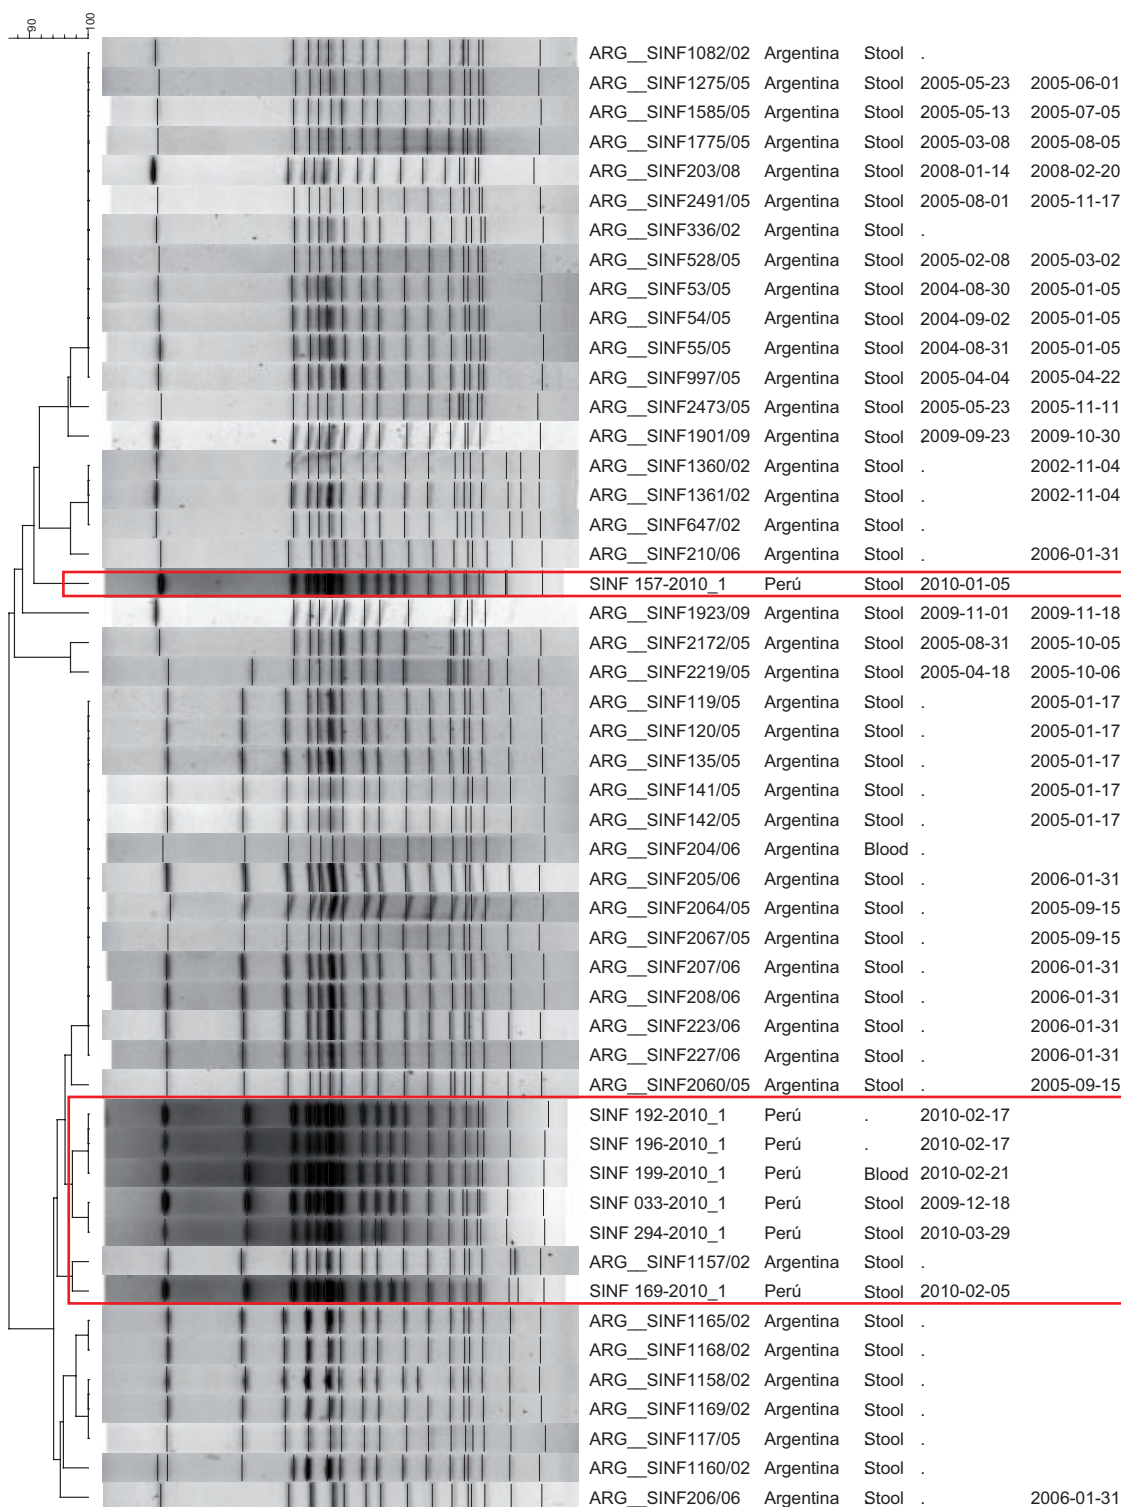 90 100
ARG__SINF1082/02 Argentina Stool .
ARG__SINF1275/05 Argentina Stool 2005-05-23 2005-06-01
ARG__SINF1585/05 Argentina Stool 2005-05-13 2005-07-05
ARG__SINF1775/05 Argentina Stool 2005-03-08 2005-08-05
ARG__SINF203/08 Argentina Stool 2008-01-14 2008-02-20
ARG__SINF2491/05 Argentina Stool 2005-08-01 2005-11-17
ARG__SINF336/02 Argentina Stool .
ARG__SINF528/05 Argentina Stool 2005-02-08 2005-03-02
ARG__SINF53/05 Argentina Stool 2004-08-30 2005-01-05
ARG__SINF54/05 Argentina Stool 2004-09-02 2005-01-05
ARG__SINF55/05 Argentina Stool 2004-08-31 2005-01-05
ARG__SINF997/05 Argentina Stool 2005-04-04 2005-04-22
ARG__SINF2473/05 Argentina Stool 2005-05-23 2005-11-11
ARG__SINF1901/09 Argentina Stool 2009-09-23 2009-10-30
ARG__SINF1360/02 Argentina Stool . 2002-11-04
ARG__SINF1361/02 Argentina Stool . 2002-11-04
ARG__SINF647/02 Argentina Stool .
ARG__SINF210/06 Argentina Stool . 2006-01-31
SINF 157-2010_1 Perú Stool 2010-01-05
ARG__SINF1923/09 Argentina Stool 2009-11-01 2009-11-18
ARG__SINF2172/05 Argentina Stool 2005-08-31 2005-10-05
ARG__SINF2219/05 Argentina Stool 2005-04-18 2005-10-06
ARG__SINF119/05 Argentina Stool . 2005-01-17
ARG__SINF120/05 Argentina Stool . 2005-01-17
ARG__SINF135/05 Argentina Stool . 2005-01-17
ARG__SINF141/05 Argentina Stool . 2005-01-17
ARG__SINF142/05 Argentina Stool . 2005-01-17
ARG__SINF204/06 Argentina Blood .
ARG__SINF205/06 Argentina Stool . 2006-01-31
ARG__SINF2064/05 Argentina Stool . 2005-09-15
ARG__SINF2067/05 Argentina Stool . 2005-09-15
ARG__SINF207/06 Argentina Stool . 2006-01-31
ARG__SINF208/06 Argentina Stool . 2006-01-31
ARG__SINF223/06 Argentina Stool . 2006-01-31
ARG__SINF227/06 Argentina Stool . 2006-01-31
ARG__SINF2060/05 Argentina Stool . 2005-09-15
SINF 192-2010_1 Perú . 2010-02-17
SINF 196-2010_1 Perú . 2010-02-17
SINF 199-2010_1 Perú Blood 2010-02-21
SINF 033-2010_1 Perú Stool 2009-12-18
SINF 294-2010_1 Perú Stool 2010-03-29
ARG__SINF1157/02 Argentina Stool .
SINF 169-2010_1 Perú Stool 2010-02-05
ARG__SINF1165/02 Argentina Stool .
ARG__SINF1168/02 Argentina Stool .
ARG__SINF1158/02 Argentina Stool .
ARG__SINF1169/02 Argentina Stool .
ARG__SINF117/05 Argentina Stool .
ARG__SINF1160/02 Argentina Stool .
ARG__SINF206/06 Argentina Stool . 2006-01-31